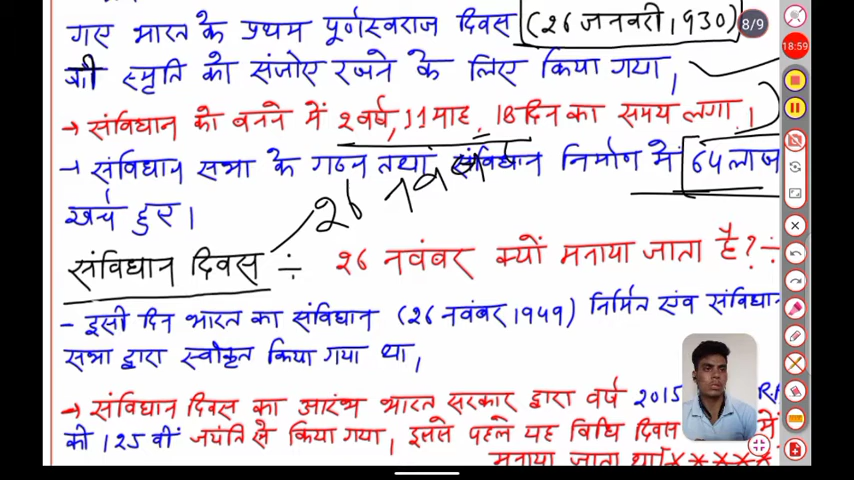 गए भारत के प्रथम पूर्णस्वराज दिवस (26 जनवरी, 1930)
की स्मृति को संजोए रखने के लिए किया गया,
→ संविधान को बनने में 2 वर्ष, 11 माह, 18 दिन का समय लगा।
→ संविधान सभा के गठन तथा संविधान निर्माण में 64 लाख
खर्च हुए।
26 नव
संविधान दिवस ÷ 26 नवंबर क्यों मनाया जाता है? ÷
- इसी दिन भारत का संविधान (26 नवंबर, 1949) निर्मित संव संविधान
सभा द्वारा स्वीकृत किया गया था,
→ संविधान दिवस का आरंभ भारत सरकार द्वारा वर्ष 2015
की 125 वीं जयंति से किया गया, इससे पहले यह विधि दिवस में
मनाया जाता था।*****
8/9
18:59